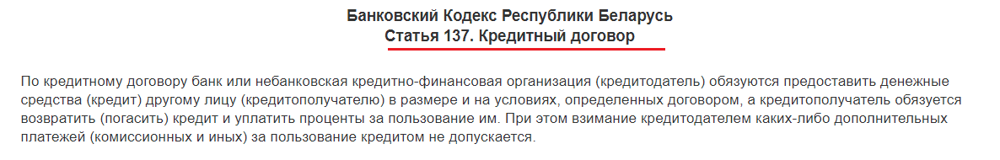 Банковский Кодекс Республики Беларусь
Статья 137. Кредитный договор
По кредитному договору банк или небанковская кредитно-финансовая организация (кредитодатель) обязуются предоставить денежные
средства (кредит) другому лицу (кредитополучателю) в размере и на условиях, определенных договором, а кредитополучатель обязуется
возвратить (погасить) кредит и уплатить проценты за пользование им. При этом взимание кредитодателем каких-либо дополнительных
платежей (комиссионных и иных) за пользование кредитом не допускается.